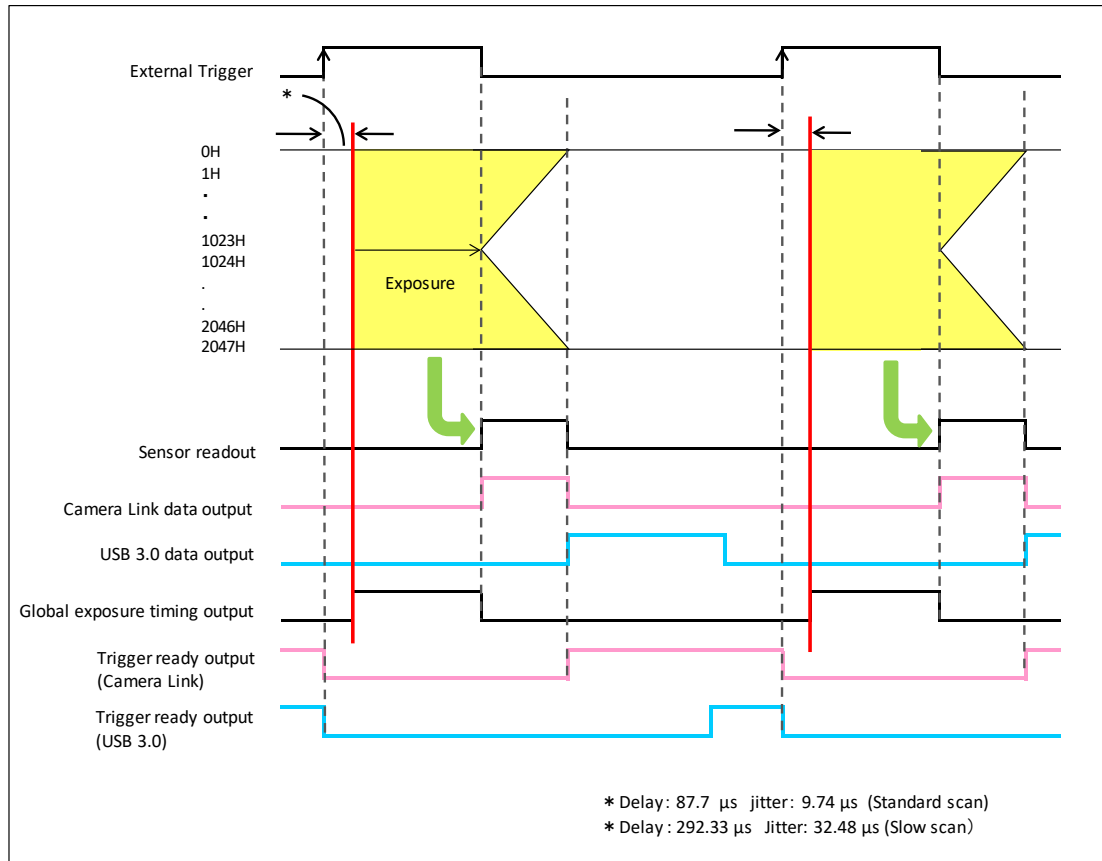 External Trigger
*
0H
1H
・
・
1023H
1024H
.
.
2046H
2047H
Exposure
Sensor readout
Camera Link data output
USB 3.0 data output
Global exposure timing output
Trigger ready output
(Camera Link)
Trigger ready output
(USB 3.0)
* Delay: 87.7 μs jitter: 9.74 μs (Standard scan)
* Delay: 292.33 μs Jitter: 32.48 μs (Slow scan）